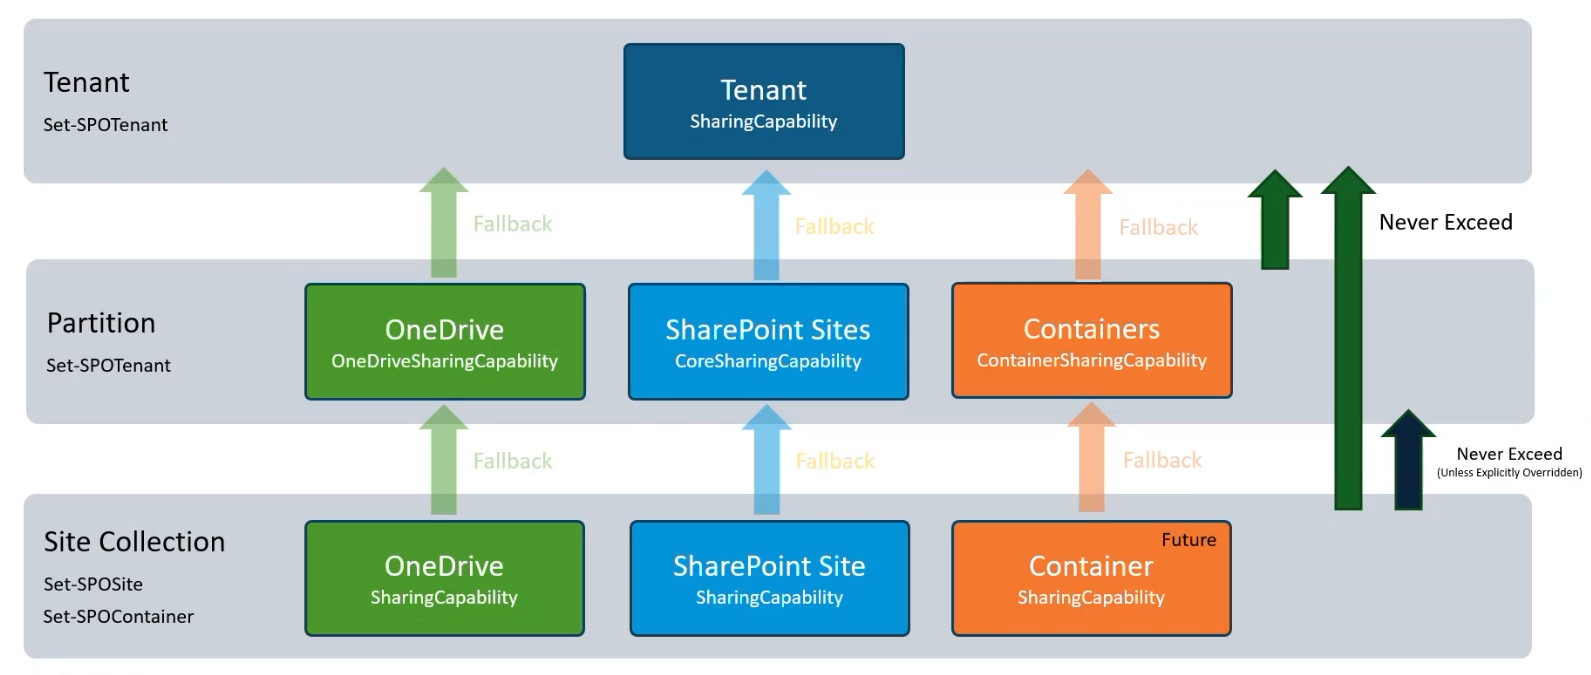 Tenant
Set-SPOTenant
Tenant
SharingCapability
Fallback
Fallback
Fallback
Never Exceed
Partition
Set-SPOTenant
OneDrive
OneDriveSharingCapability
SharePoint Sites
CoreSharingCapability
Containers
ContainerSharingCapability
Fallback
Fallback
Fallback
Never Exceed
(Unless Explicitly Overridden)
Site Collection
Set-SPOSite
Set-SPOContainer
OneDrive
SharingCapability
SharePoint Site
SharingCapability
Future
Container
SharingCapability